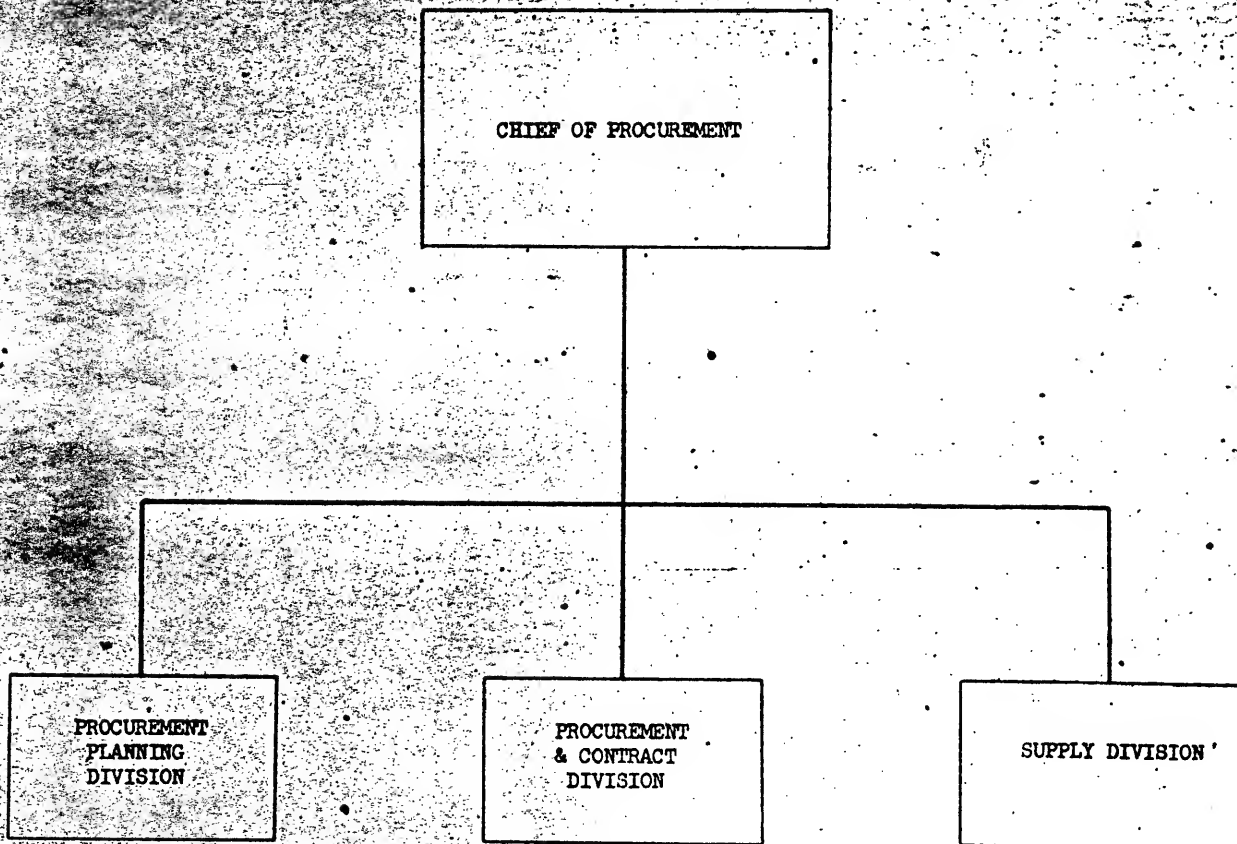 CHIEF OF PROCUREMENT
PROCUREMENT
PLANNING
DIVISION
PROCUREMENT
& CONTRACT
DIVISION
SUPPLY DIVISION